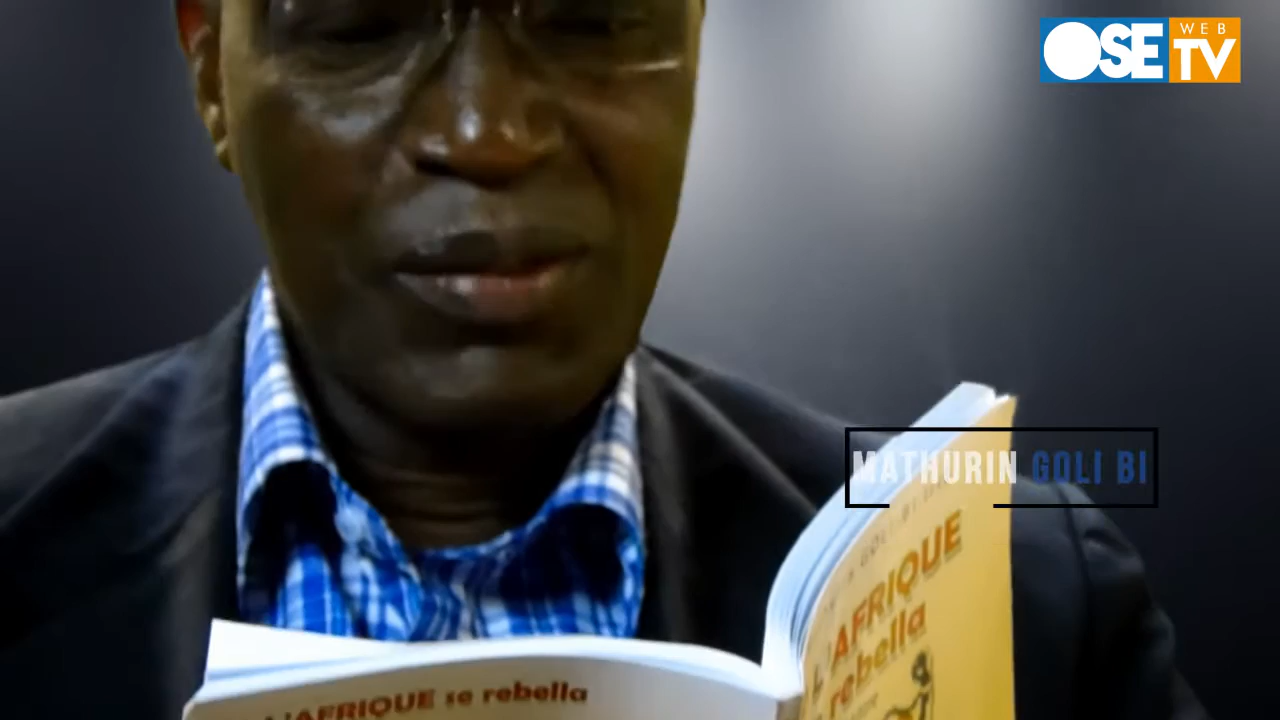 OSE WEB TV
MATHURIN GOLI BI
L'AFRIQUE
rebella
L'AFRIQUE se rebella